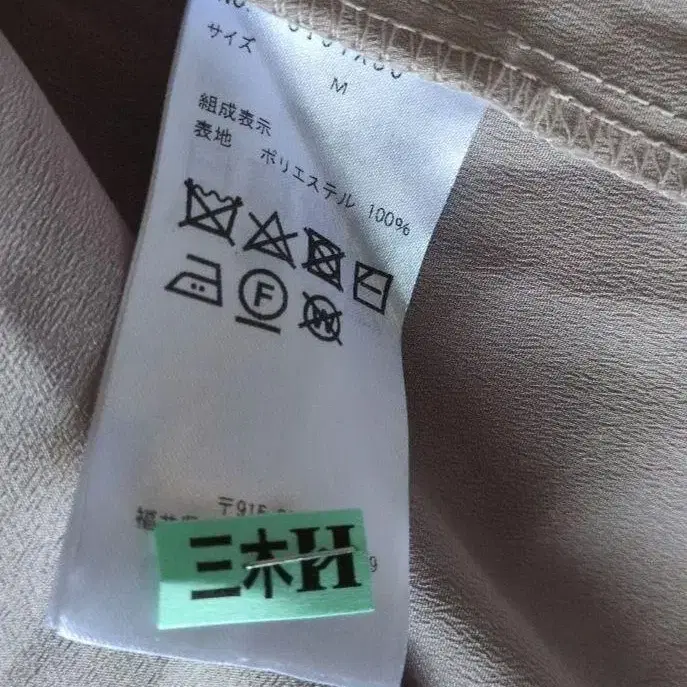 サイズ
M
組成表示
表地 ポリエステル 100%
F
W
〒915
三木H